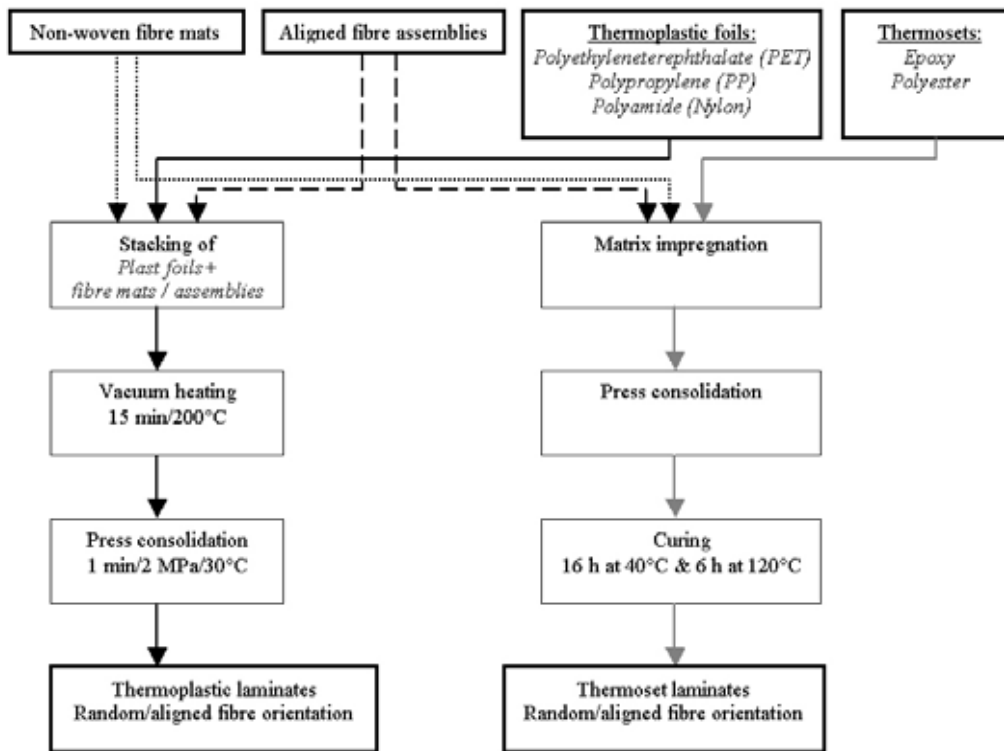 Non-woven fibre mats
Aligned fibre assemblies
Thermoplastic foils:
Polyethyleneterephthalate (PET)
Polypropylene (PP)
Polyamide (Nylon)
Thermosets:
Epoxy
Polyester
Stacking of
Plast foils+
fibre mats / assemblies
Matrix impregnation
Vacuum heating
15 min/200°C
Press consolidation
Press consolidation
1 min/2 MPa/30°C
Curing
16 h at 40°C & 6 h at 120°C
Thermoplastic laminates
Random/aligned fibre orientation
Thermoset laminates
Random/aligned fibre orientation